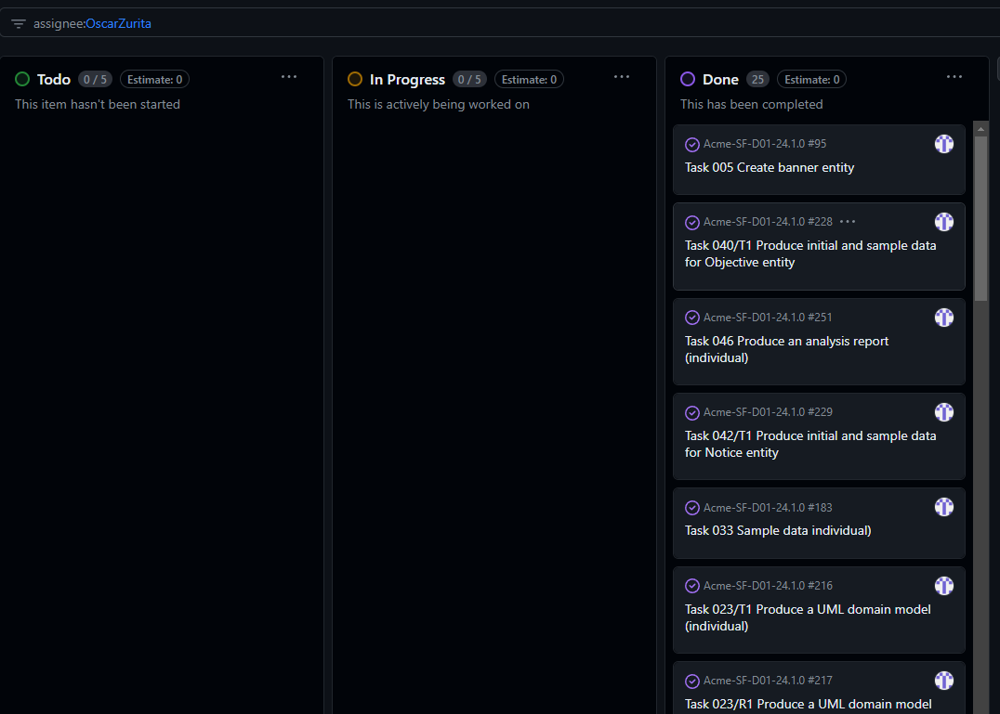 assignee:OscarZurita
Todo 0 / 5 Estimate: 0
This item hasn't been started
In Progress 0 / 5 Estimate: 0
This is actively being worked on
Done 25 Estimate: 0
This has been completed
Acme-SF-D01-24.1.0 #95
Task 005 Create banner entity
Acme-SF-D01-24.1.0 #228
Task 040/T1 Produce initial and sample data
for Objective entity
Acme-SF-D01-24.1.0 #251
Task 046 Produce an analysis report
(individual)
Acme-SF-D01-24.1.0 #229
Task 042/T1 Produce initial and sample data
for Notice entity
Acme-SF-D01-24.1.0 #183
Task 033 Sample data individual)
Acme-SF-D01-24.1.0 #216
Task 023/T1 Produce a UML domain model
(individual)
Acme-SF-D01-24.1.0 #217
Task 023/R1 Produce a UML domain model